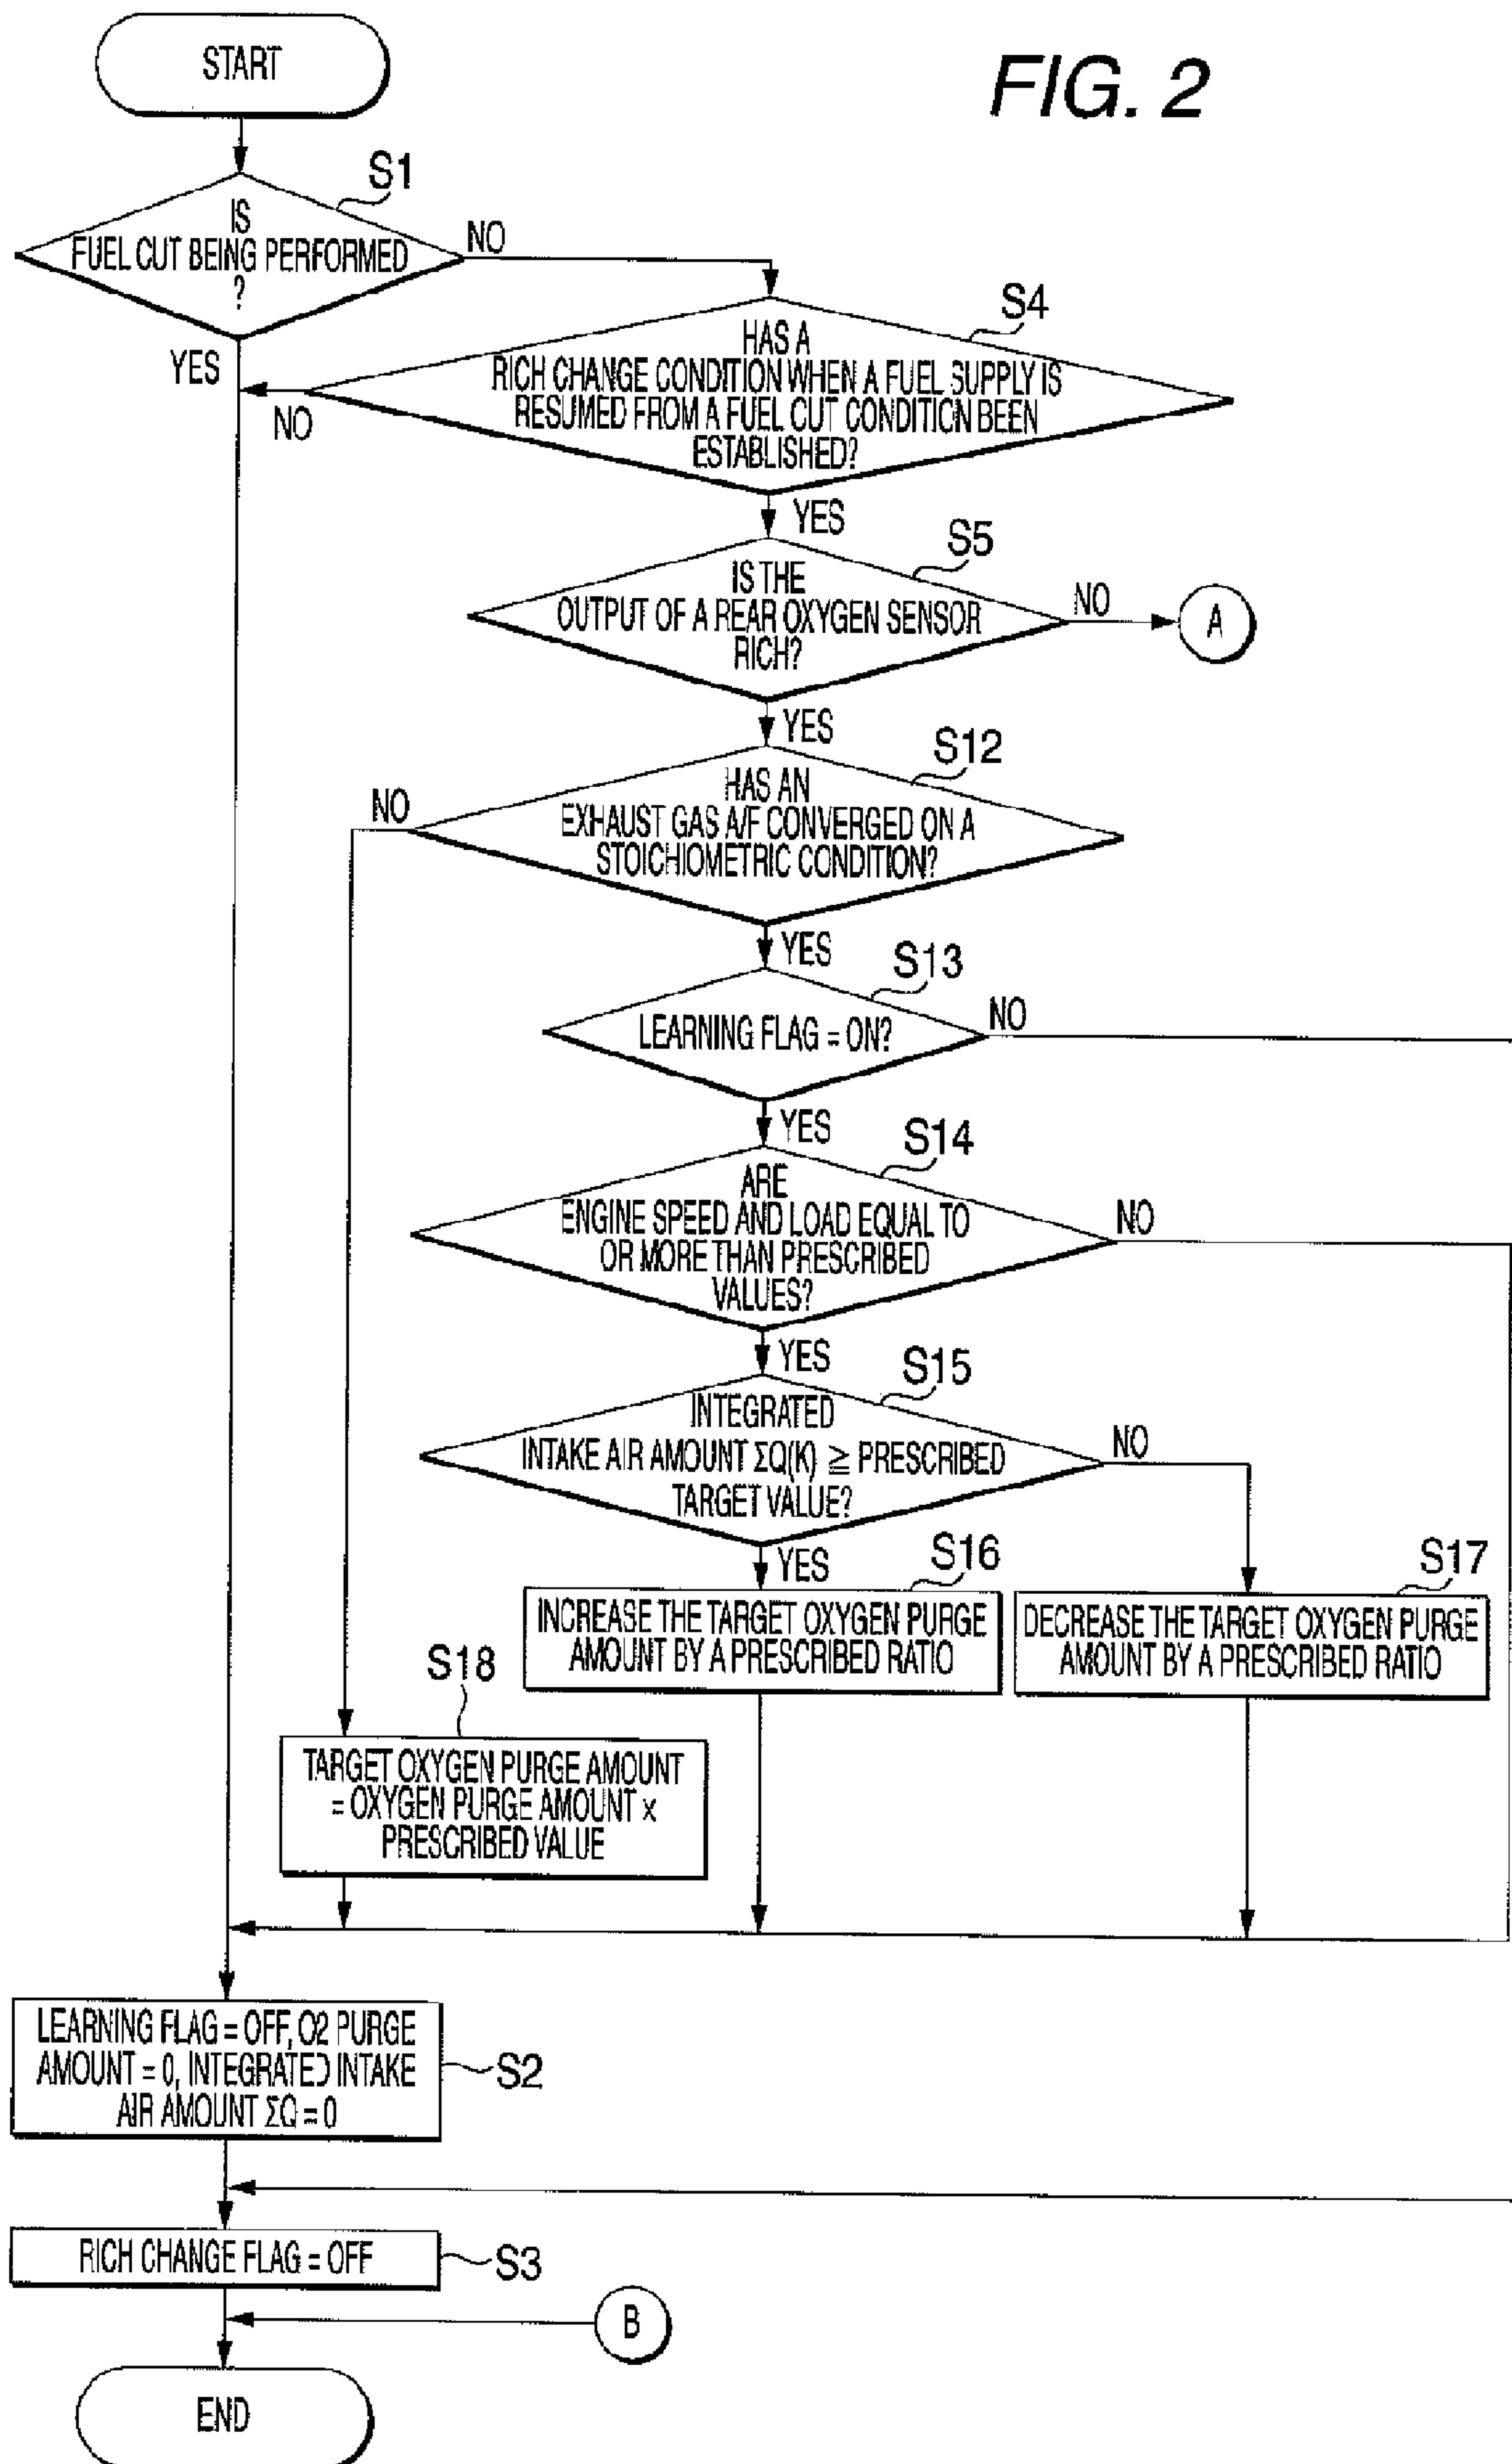 FIG. 2
START
S1
IS
FUEL CUT BEING PERFORMED
?
NO
YES
S4
HAS A
RICH CHANGE CONDITION WHEN A FUEL SUPPLY IS
RESUMED FROM A FUEL CUT CONDITION BEEN
ESTABLISHED?
NO
YES
S5
IS THE
OUTPUT OF A REAR OXYGEN SENSOR
RICH?
NO
A
YES
S12
HAS AN
EXHAUST GAS A/F CONVERGED ON A
STOICHIOMETRIC CONDITION?
NO
YES
S13
LEARNING FLAG = ON?
NO
YES
S14
ARE
ENGINE SPEED AND LOAD EQUAL TO
OR MORE THAN PRESCRIBED
VALUES?
NO
YES
S15
INTEGRATED
INTAKE AIR AMOUNT ΣQ(K) ≧ PRESCRIBED
TARGET VALUE?
NO
YES
S16
INCREASE THE TARGET OXYGEN PURGE
AMOUNT BY A PRESCRIBED RATIO
S17
DECREASE THE TARGET OXYGEN PURGE
AMOUNT BY A PRESCRIBED RATIO
S18
TARGET OXYGEN PURGE AMOUNT
= OXYGEN PURGE AMOUNT ×
PRESCRIBED VALUE
LEARNING FLAG = OFF, O2 PURGE
AMOUNT = 0, INTEGRATED INTAKE
AIR AMOUNT ΣQ = 0
S2
RICH CHANGE FLAG = OFF
S3
B
END